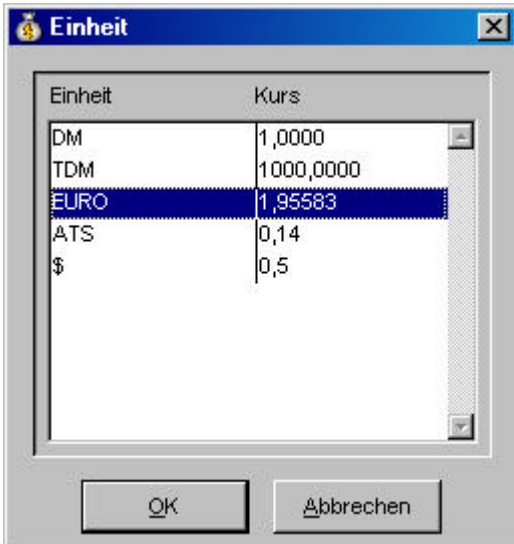 Einheit
Einheit Kurs
DM 1,0000
TDM 1000,0000
EURO 1,95583
ATS 0,14
$ 0,5
OK Abbrechen